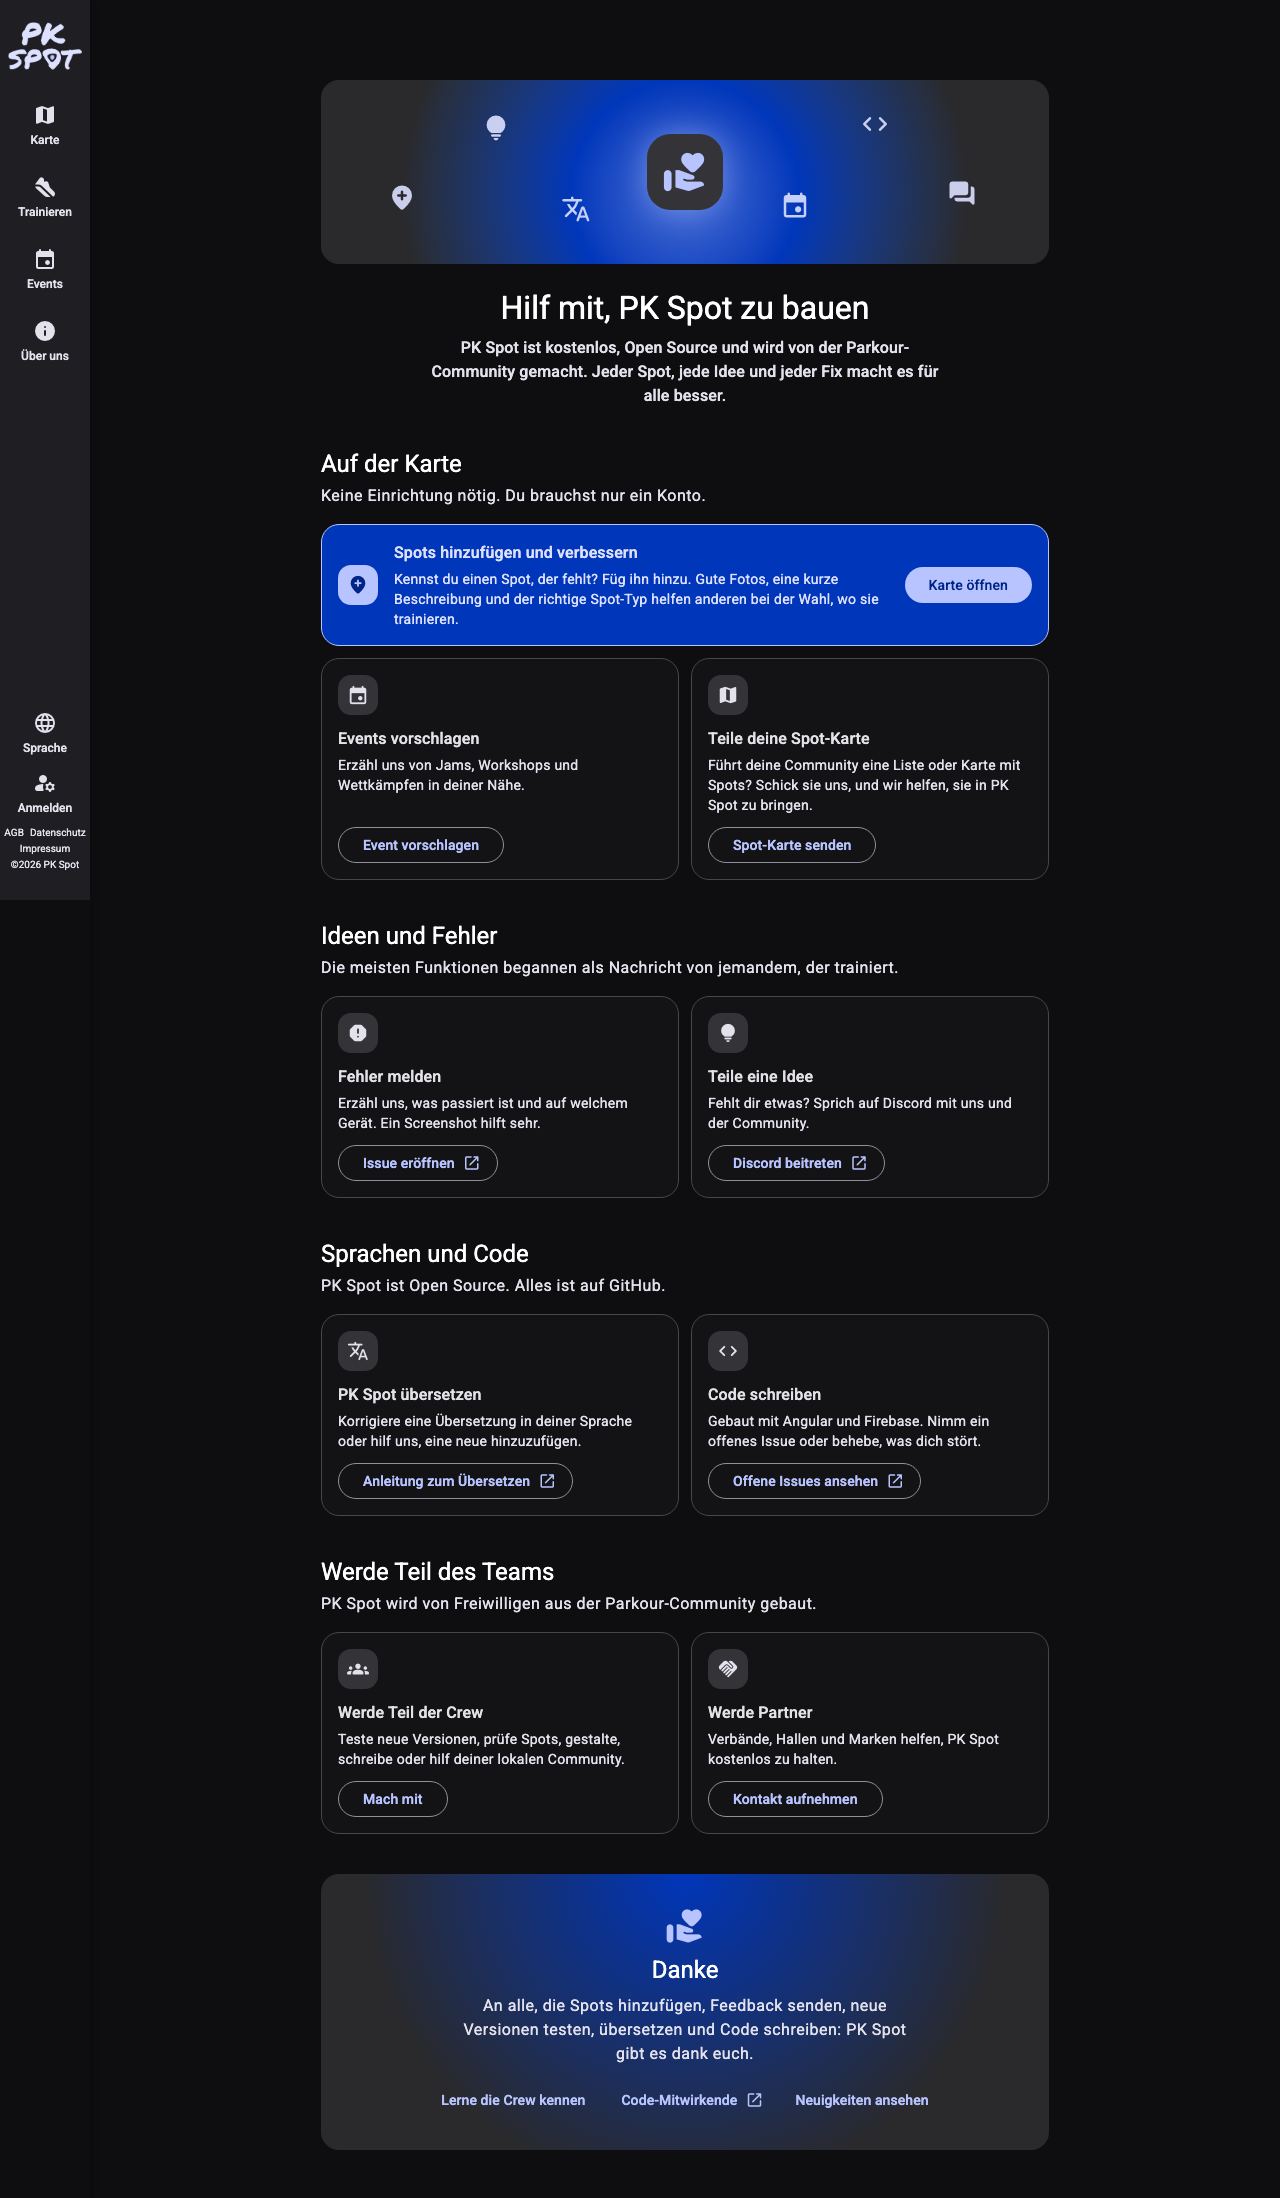 PK SPOT
Karte
Trainieren
Events
Über uns
Sprache
Anmelden
AGB Datenschutz
Impressum
©2026 PK Spot
Hilf mit, PK Spot zu bauen
PK Spot ist kostenlos, Open Source und wird von der Parkour-
Community gemacht. Jeder Spot, jede Idee und jeder Fix macht es für
alle besser.
Auf der Karte
Keine Einrichtung nötig. Du brauchst nur ein Konto.
Spots hinzufügen und verbessern
Kennst du einen Spot, der fehlt? Füg ihn hinzu. Gute Fotos, eine kurze
Beschreibung und der richtige Spot-Typ helfen anderen bei der Wahl, wo sie
trainieren.
Karte öffnen
Events vorschlagen
Erzähl uns von Jams, Workshops und
Wettkämpfen in deiner Nähe.
Event vorschlagen
Teile deine Spot-Karte
Führt deine Community eine Liste oder Karte mit
Spots? Schick sie uns, und wir helfen, sie in PK
Spot zu bringen.
Spot-Karte senden
Ideen und Fehler
Die meisten Funktionen begannen als Nachricht von jemandem, der trainiert.
Fehler melden
Erzähl uns, was passiert ist und auf welchem
Gerät. Ein Screenshot hilft sehr.
Issue eröffnen
Teile eine Idee
Fehlt dir etwas? Sprich auf Discord mit uns und
der Community.
Discord beitreten
Sprachen und Code
PK Spot ist Open Source. Alles ist auf GitHub.
PK Spot übersetzen
Korrigiere eine Übersetzung in deiner Sprache
oder hilf uns, eine neue hinzuzufügen.
Anleitung zum Übersetzen
Code schreiben
Gebaut mit Angular und Firebase. Nimm ein
offenes Issue oder behebe, was dich stört.
Offene Issues ansehen
Werde Teil des Teams
PK Spot wird von Freiwilligen aus der Parkour-Community gebaut.
Werde Teil der Crew
Teste neue Versionen, prüfe Spots, gestalte,
schreibe oder hilf deiner lokalen Community.
Mach mit
Werde Partner
Verbände, Hallen und Marken helfen, PK Spot
kostenlos zu halten.
Kontakt aufnehmen
Danke
An alle, die Spots hinzufügen, Feedback senden, neue
Versionen testen, übersetzen und Code schreiben: PK Spot
gibt es dank euch.
Lerne die Crew kennen
Code-Mitwirkende
Neuigkeiten ansehen